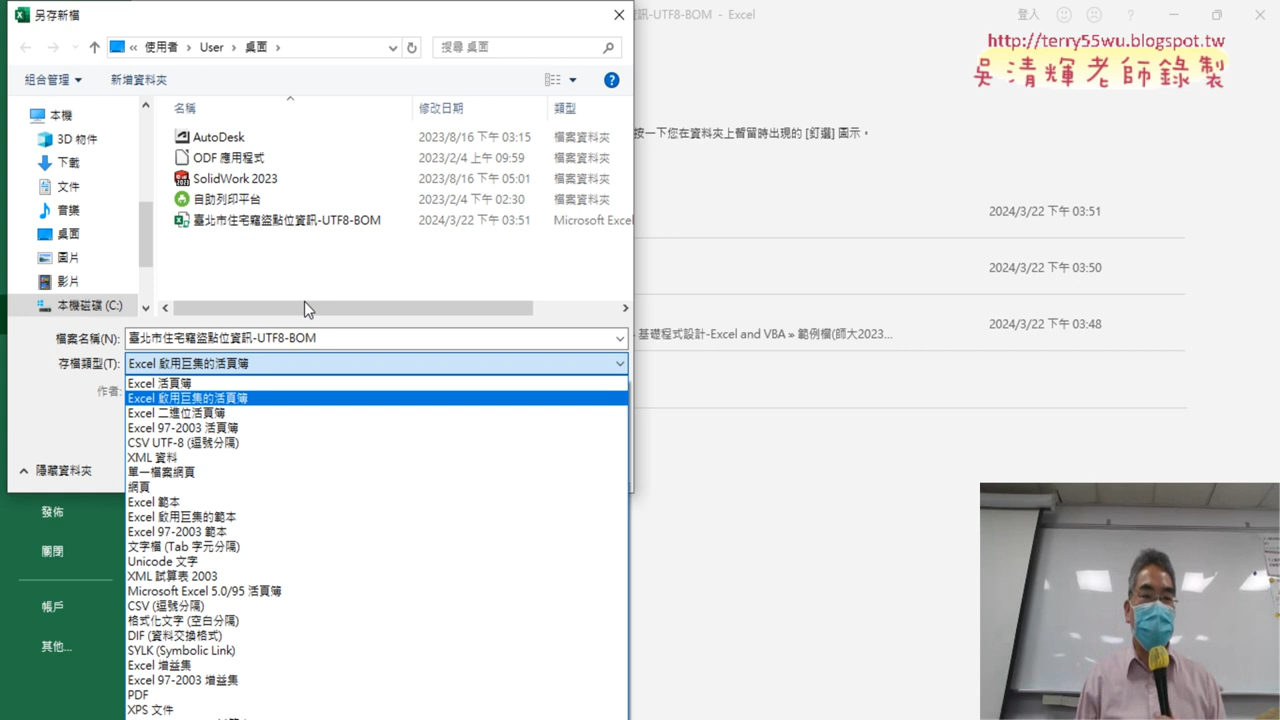 另存新檔
訊-UTF8-BOM - Excel
登入
http://terry55wu.blogspot.tw
吳清輝老師錄製
使用者 › User › 桌面 ›
搜尋 桌面
組合管理
新增資料夾
本機
3D 物件
下載
文件
音樂
桌面
圖片
影片
本機磁碟 (C:)
名稱 修改日期 類型
AutoDesk 2023/8/16 下午 03:15 檔案資料夾
ODF 應用程式 2023/2/4 上午 09:59 檔案資料夾
SolidWork 2023 2023/8/16 下午 05:01 檔案資料夾
自助列印平台 2023/2/4 下午 02:30 檔案資料夾
臺北市住宅竊盜點位資訊-UTF8-BOM 2024/3/22 下午 03:51 Microsoft Exce
按一下您在資料夾上暫留時出現的 [釘選] 圖示。
2024/3/22 下午 03:51
2024/3/22 下午 03:50
2024/3/22 下午 03:48
基礎程式設計-Excel and VBA » 範例檔(師大2023...
檔案名稱(N): 臺北市住宅竊盜點位資訊-UTF8-BOM
存檔類型(T): Excel 啟用巨集的活頁簿
作者:
隱藏資料夾
Excel 活頁簿
Excel 啟用巨集的活頁簿
Excel 二進位活頁簿
Excel 97-2003 活頁簿
CSV UTF-8 (逗號分隔)
XML 資料
單一檔案網頁
網頁
Excel 範本
Excel 啟用巨集的範本
Excel 97-2003 範本
文字檔 (Tab 字元分隔)
Unicode 文字
XML 試算表 2003
Microsoft Excel 5.0/95 活頁簿
CSV (逗號分隔)
格式化文字 (空白分隔)
DIF (資料交換格式)
SYLK (Symbolic Link)
Excel 增益集
Excel 97-2003 增益集
PDF
XPS 文件
發佈
關閉
帳戶
其他...